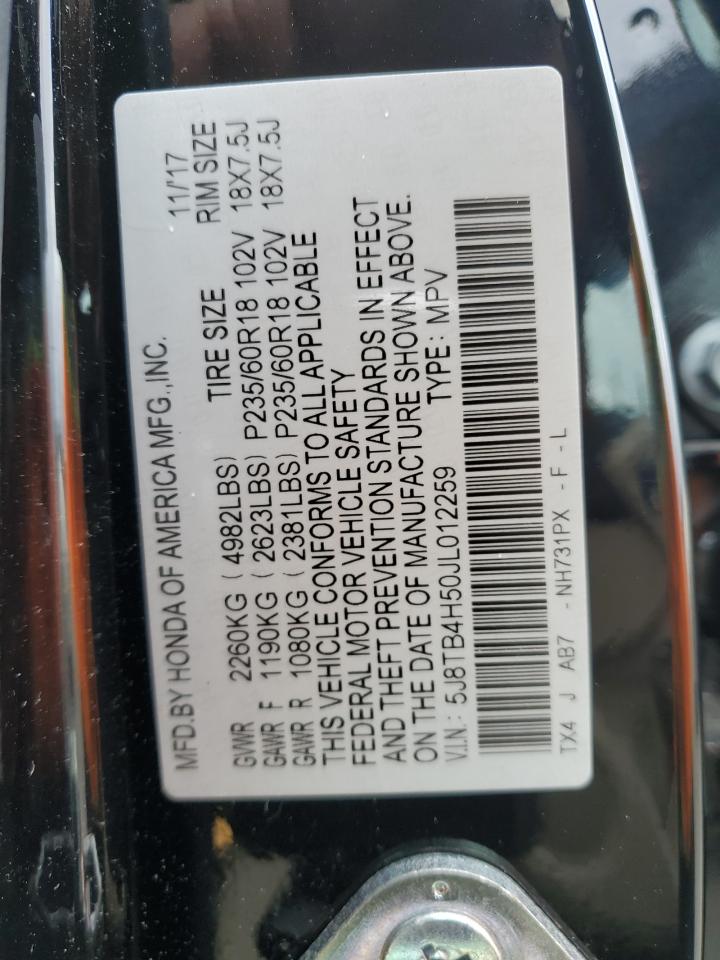 MFD.BY HONDA OF AMERICA MFG.,INC. 11/17
TIRE SIZE RIM SIZE
GVWR 2260KG ( 4982LBS)
GAWR F 1190KG ( 2623LBS) P235/60R18 102V 18X7.5J
GAWR R 1080KG ( 2381LBS) P235/60R18 102V 18X7.5J
THIS VEHICLE CONFORMS TO ALL APPLICABLE
FEDERAL MOTOR VEHICLE SAFETY
AND THEFT PREVENTION STANDARDS IN EFFECT
ON THE DATE OF MANUFACTURE SHOWN ABOVE.
V.I.N.: 5J8TB4H50JL012259 TYPE: MPV
TX4 J AB7 - NH731PX - F - L